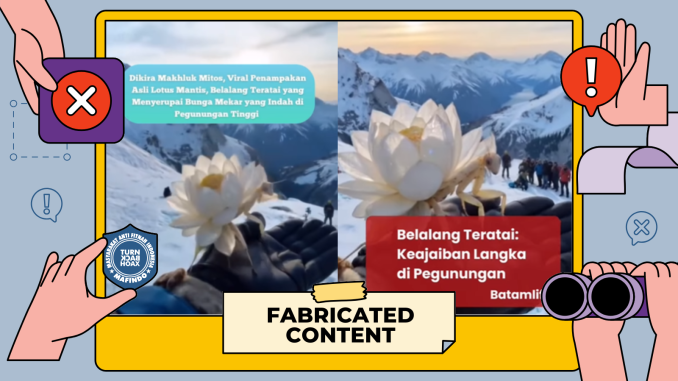 Dikira Makhluk Mitos, Viral Penampakan
Asli Lotus Mantis, Belalang Teratai yang
Menyerupai Bunga Mekar yang Indah di
Pegunungan Tinggi
Belalang Teratai:
Keajaiban Langka
di Pegunungan
MASYARAKAT ANTI FITNAH INDONESIA
TURN
BACK
HOAX
MAFINDO
FABRICATED
CONTENT